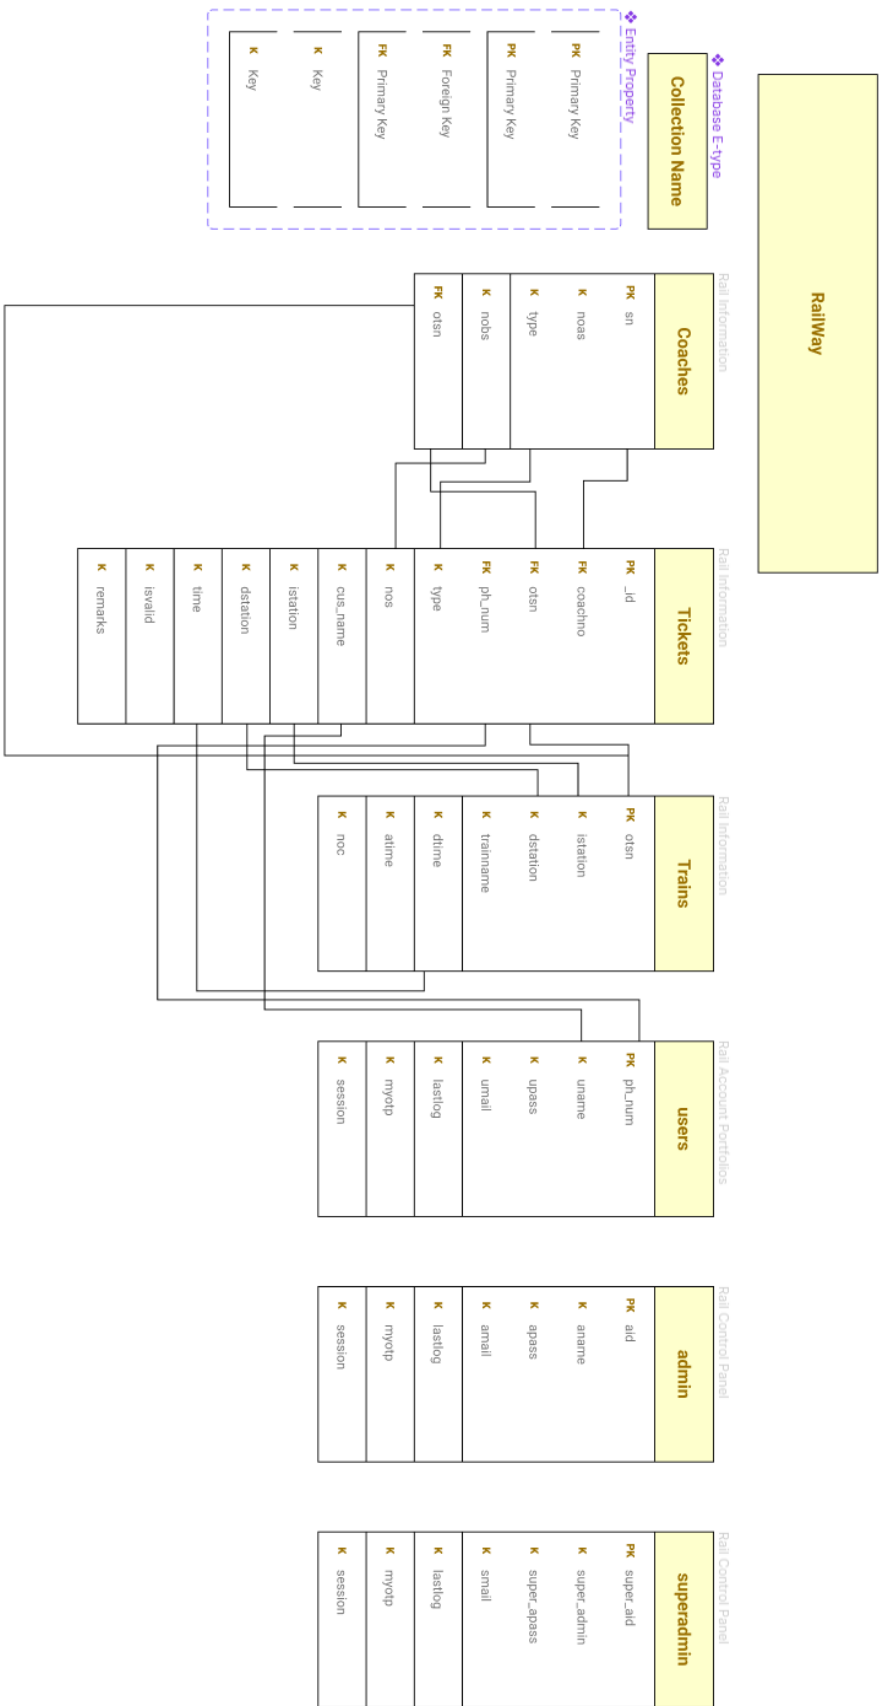 RailWay
❖ Database E-type
Collection Name
❖ Entity Property
PK Primary Key
PK Primary Key
FK Foreign Key
FK Primary Key
K Key
K Key
Rail Information
Coaches
PK sn
K noas
K type
K nobs
FK otsn
Rail Information
Tickets
PK _id
FK coachno
FK otsn
FK ph_num
K type
K nos
K cus_name
K istation
K dstation
K time
K isvalid
K remarks
Rail Information
Trains
PK otsn
K istation
K dstation
K trainname
K dtime
K atime
K noc
Rail Account Portfolios
users
PK ph_num
K uname
K upass
K umail
K lastlog
K myotp
K session
Rail Control Panel
admin
PK aid
K aname
K apass
K amail
K lastlog
K myotp
K session
Rail Control Panel
superadmin
PK super_aid
K super_admin
K super_apass
K smail
K lastlog
K myotp
K session